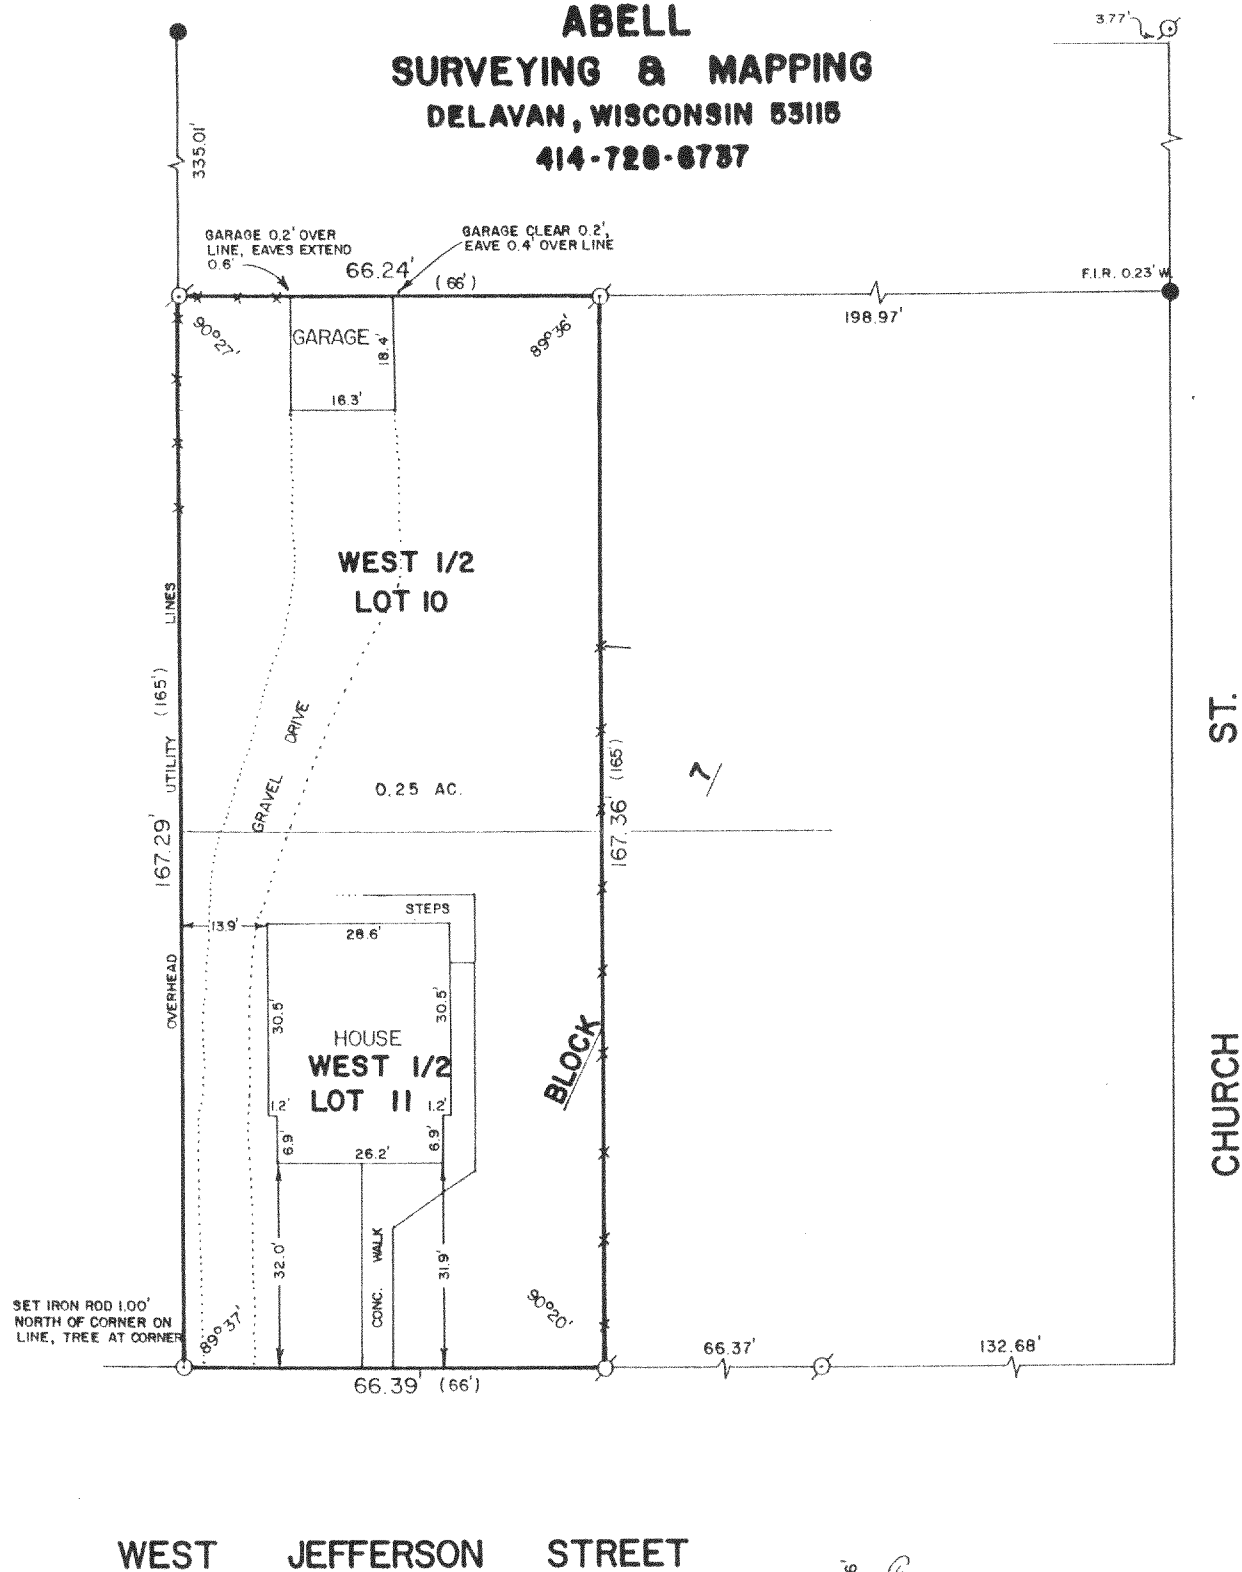 ABELL
SURVEYING & MAPPING
DELAVAN, WISCONSIN 53115
414-728-6737
3.77'
335.01'
GARAGE 0.2' OVER
LINE, EAVES EXTEND
0.6'
GARAGE CLEAR 0.2',
EAVE 0.4' OVER LINE
66.24'
(66')
F.I.R. 0.23' W.
198.97'
90°27'
89°36'
GARAGE
18.4'
16.3'
WEST 1/2
LOT 10
UTILITY LINES
(165')
GRAVEL DRIVE
7
ST.
0.25 AC.
167.29'
167.36' (165')
STEPS
13.9'
28.6'
OVERHEAD
30.5'
30.5'
HOUSE
WEST 1/2
LOT 11
BLOCK
CHURCH
1.2'
1.2'
6.9'
6.9'
26.2'
32.0'
CONC. WALK
31.9'
SET IRON ROD 1.00'
NORTH OF CORNER ON
LINE, TREE AT CORNER
89°37'
90°20'
66.37'
132.68'
66.39' (66')
WEST JEFFERSON STREET